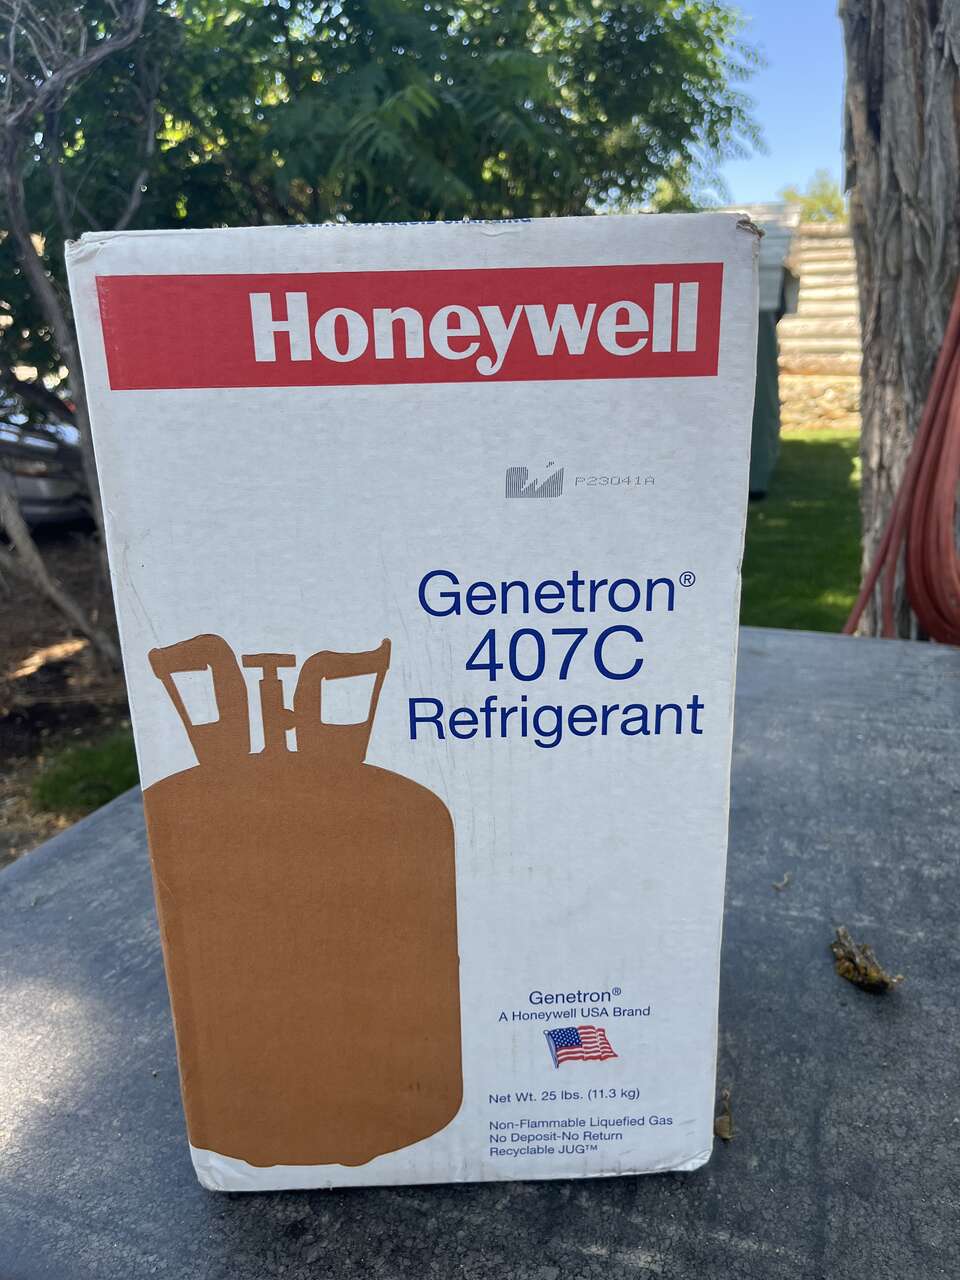 Honeywell
P23041A
Genetron®
407C
Refrigerant
Genetron®
A Honeywell USA Brand
Net Wt. 25 lbs. (11.3 kg)
Non-Flammable Liquefied Gas
No Deposit-No Return
Recyclable JUG™